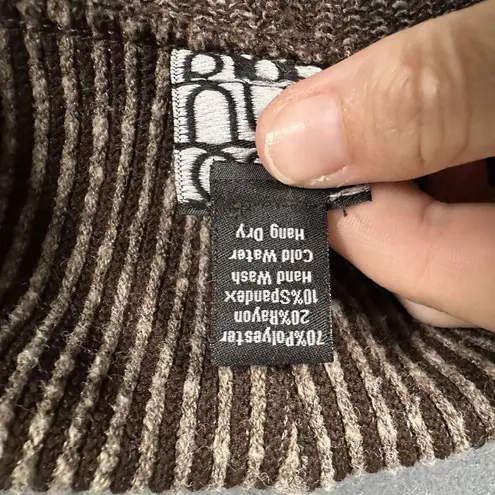 70%Polyester
20%Rayon
10%Spandex
Hand Wash
Cold Water
Hang Dry